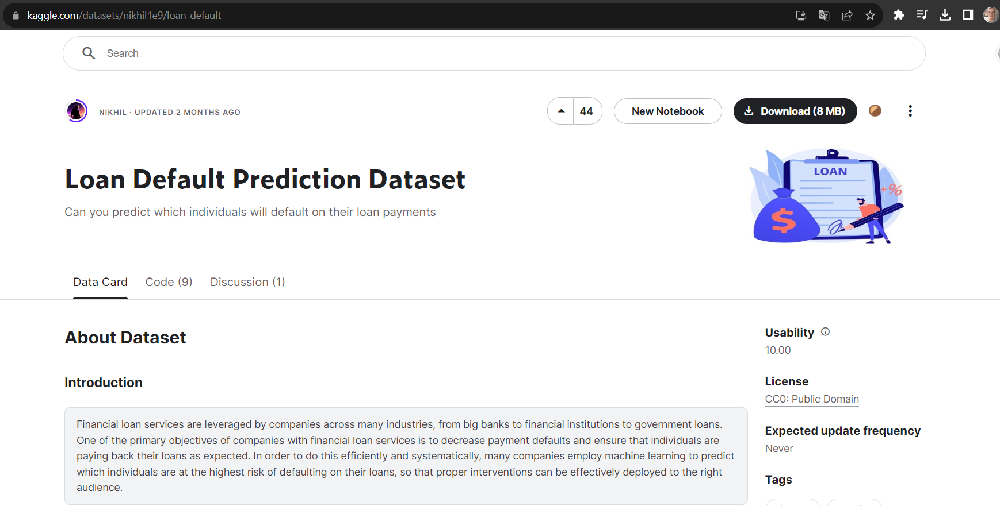 kaggle.com/datasets/nikhil1e9/loan-default
Search
NIKHIL · UPDATED 2 MONTHS AGO
44
New Notebook
Download (8 MB)
Loan Default Prediction Dataset
Can you predict which individuals will default on their loan payments
LOAN
+%
$
Data Card
Code (9)
Discussion (1)
About Dataset
Introduction
Financial loan services are leveraged by companies across many industries, from big banks to financial institutions to government loans.
One of the primary objectives of companies with financial loan services is to decrease payment defaults and ensure that individuals are
paying back their loans as expected. In order to do this efficiently and systematically, many companies employ machine learning to predict
which individuals are at the highest risk of defaulting on their loans, so that proper interventions can be effectively deployed to the right
audience.
Usability
10.00
License
CC0: Public Domain
Expected update frequency
Never
Tags